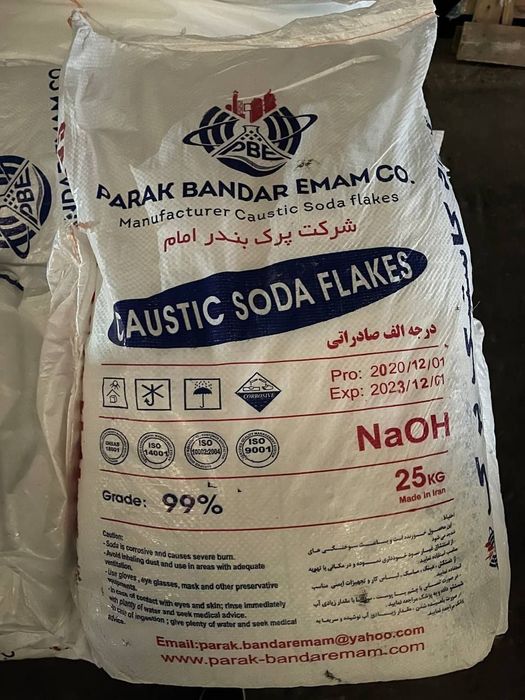 PBE
PARAK BANDAR EMAM CO.
Manufacturer Caustic Soda flakes
شرکت پرک بندر امام
CAUSTIC SODA FLAKES
درجه الف صادراتی
Pro: 2020/12/01
Exp: 2023/12/01
CORROSIVE
OHSAS 18001
ISO 14001
ISO 10002:2004
ISO 9001
NaOH
25KG
Made in Iran
Grade: 99%
Caution:
- Soda is corrosive and causes severe burn.
- Avoid inhaling dust and use in areas with adequate
ventilation.
- Use gloves, eye glasses, mask and other preservative
equipments.
- In case of contact with eyes and skin; rinse immediately
with plenty of water and seek medical advice.
- In case of ingestion; give plenty of water and seek medical
advice.
احتیاط:
Email:parak.bandaremam@yahoo.com
www.parak-bandaremam.com